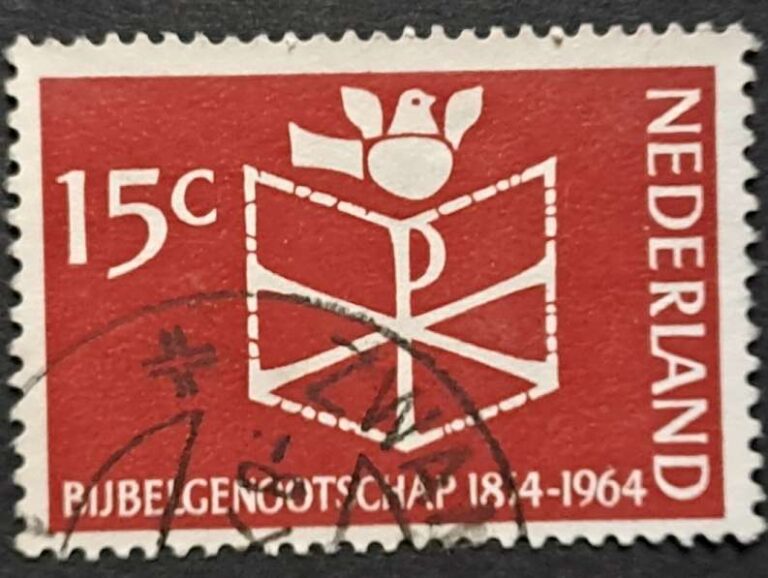 15c
NEDERLAND
BIJBELGENOOTSCHAP 1814-1964